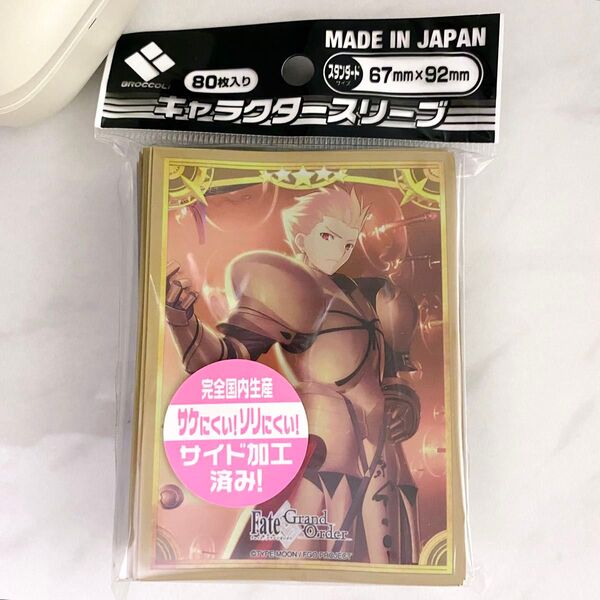 BROCCOLI
80枚入り
MADE IN JAPAN
スタンダード
サイズ
67mm×92mm
キャラクタースリーブ
完全国内生産
サケにくい!ソリにくい!
サイド加工
済み!
Fate
Grand
Order
©TYPE MOON / FGO PROJECT